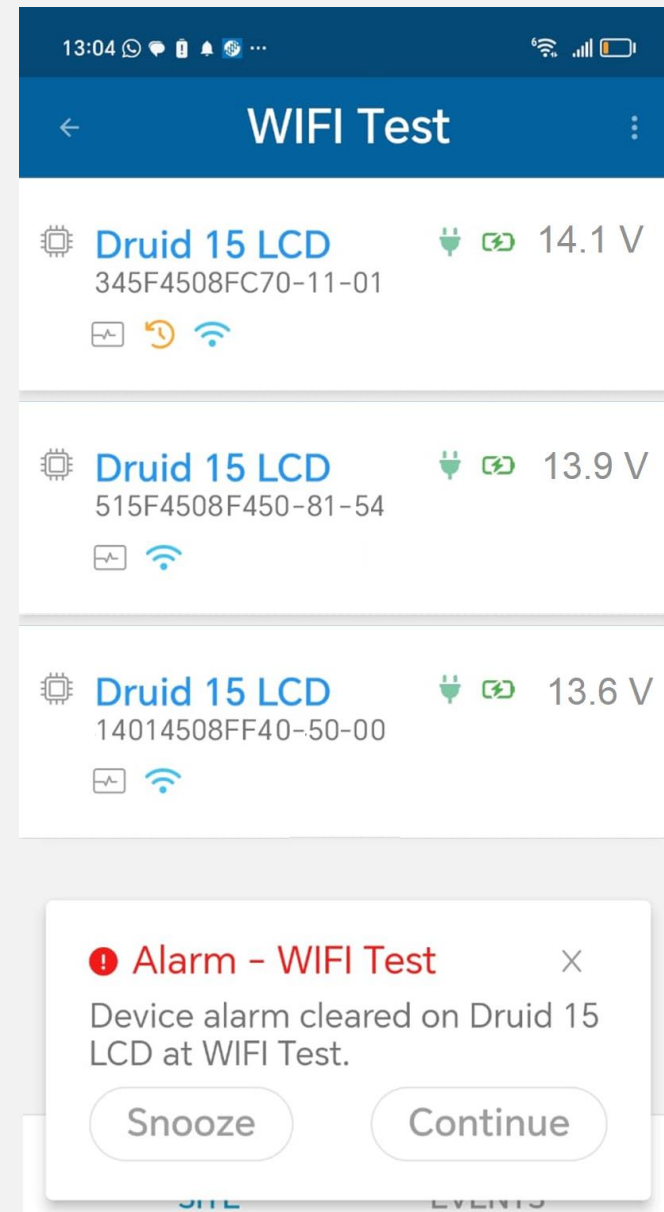 13:04
WIFI Test
Druid 15 LCD
14.1 V
345F4508FC70-11-01
Druid 15 LCD
13.9 V
515F4508F450-81-54
Druid 15 LCD
13.6 V
14014508FF40-50-00
Alarm - WIFI Test
Device alarm cleared on Druid 15
LCD at WIFI Test.
Snooze
Continue
SITE
EVENTS